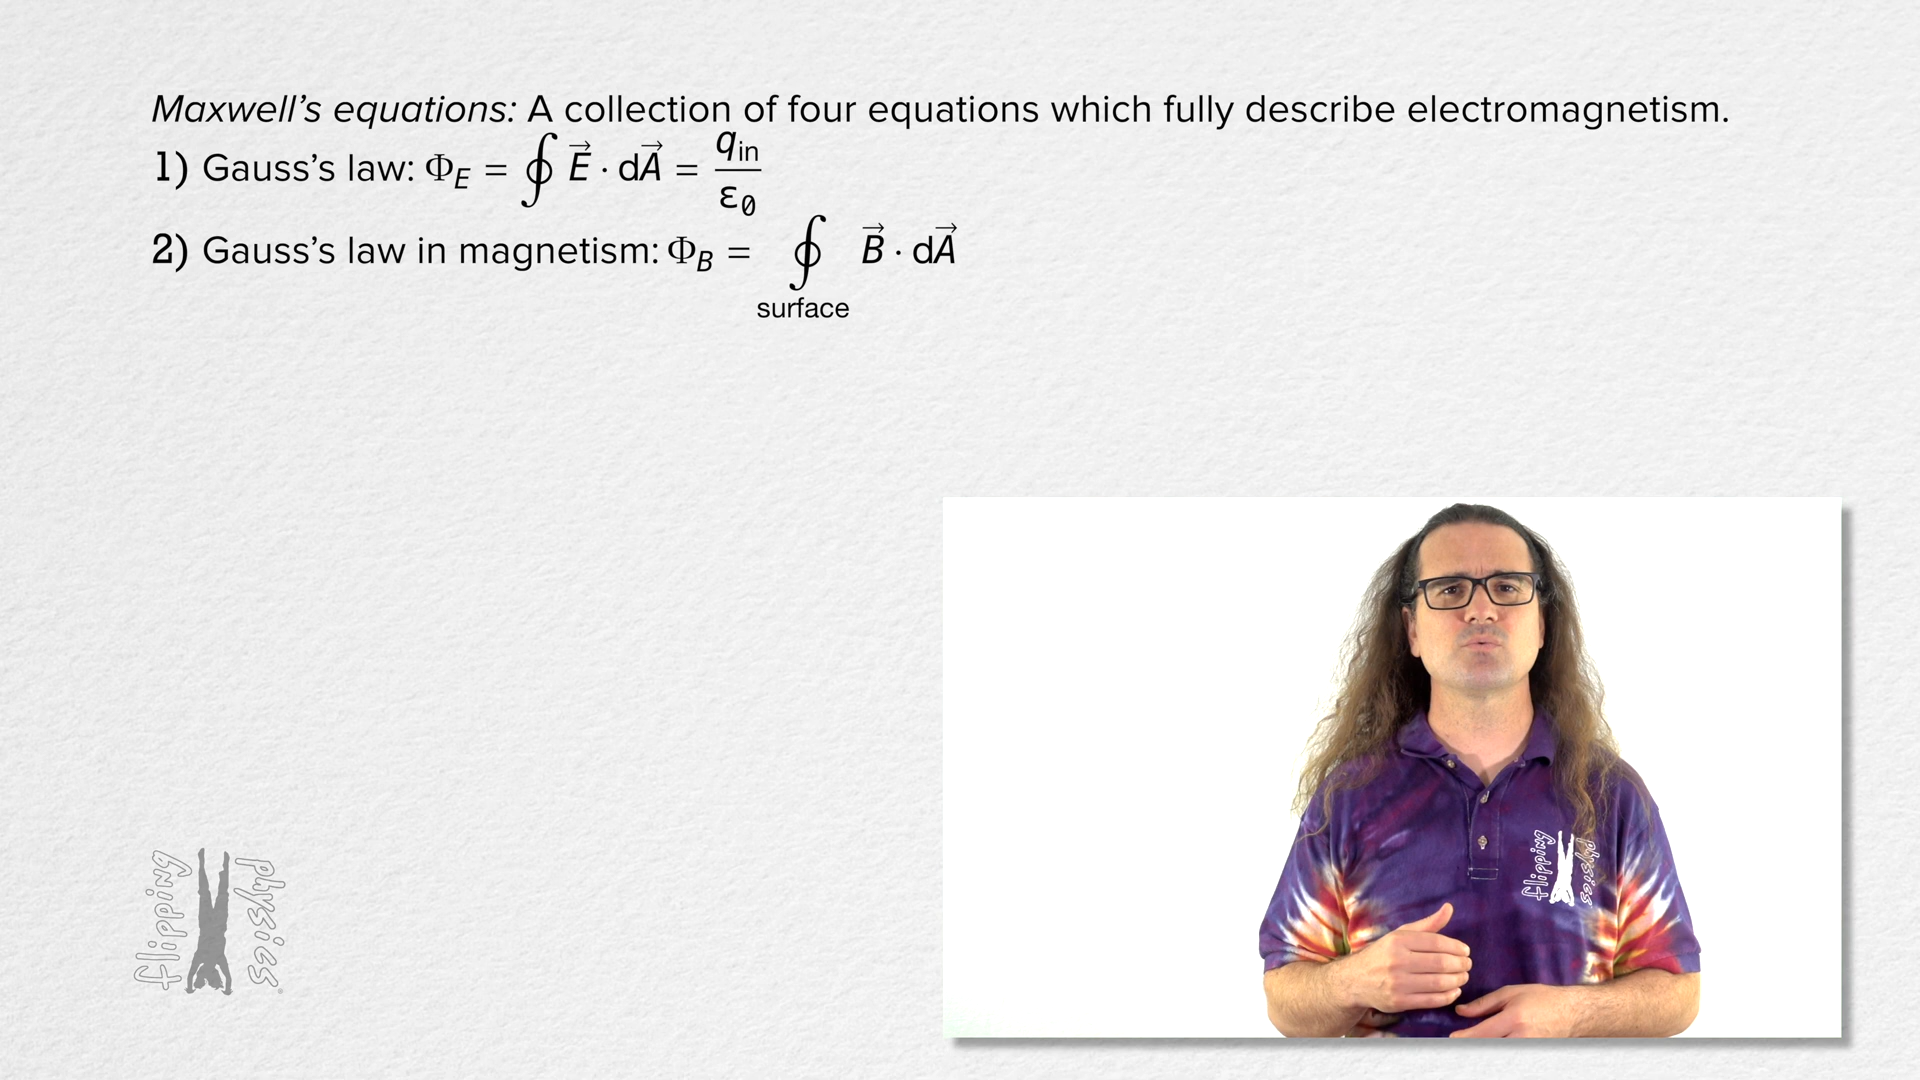 Maxwell's equations: A collection of four equations which fully describe electromagnetism.
1) Gauss's law: Φ_E = ∮ E⃗ · dA⃗ = q_in / ε₀
2) Gauss's law in magnetism: Φ_B = ∮ B⃗ · dA⃗
surface
flipping physics
flipping physics